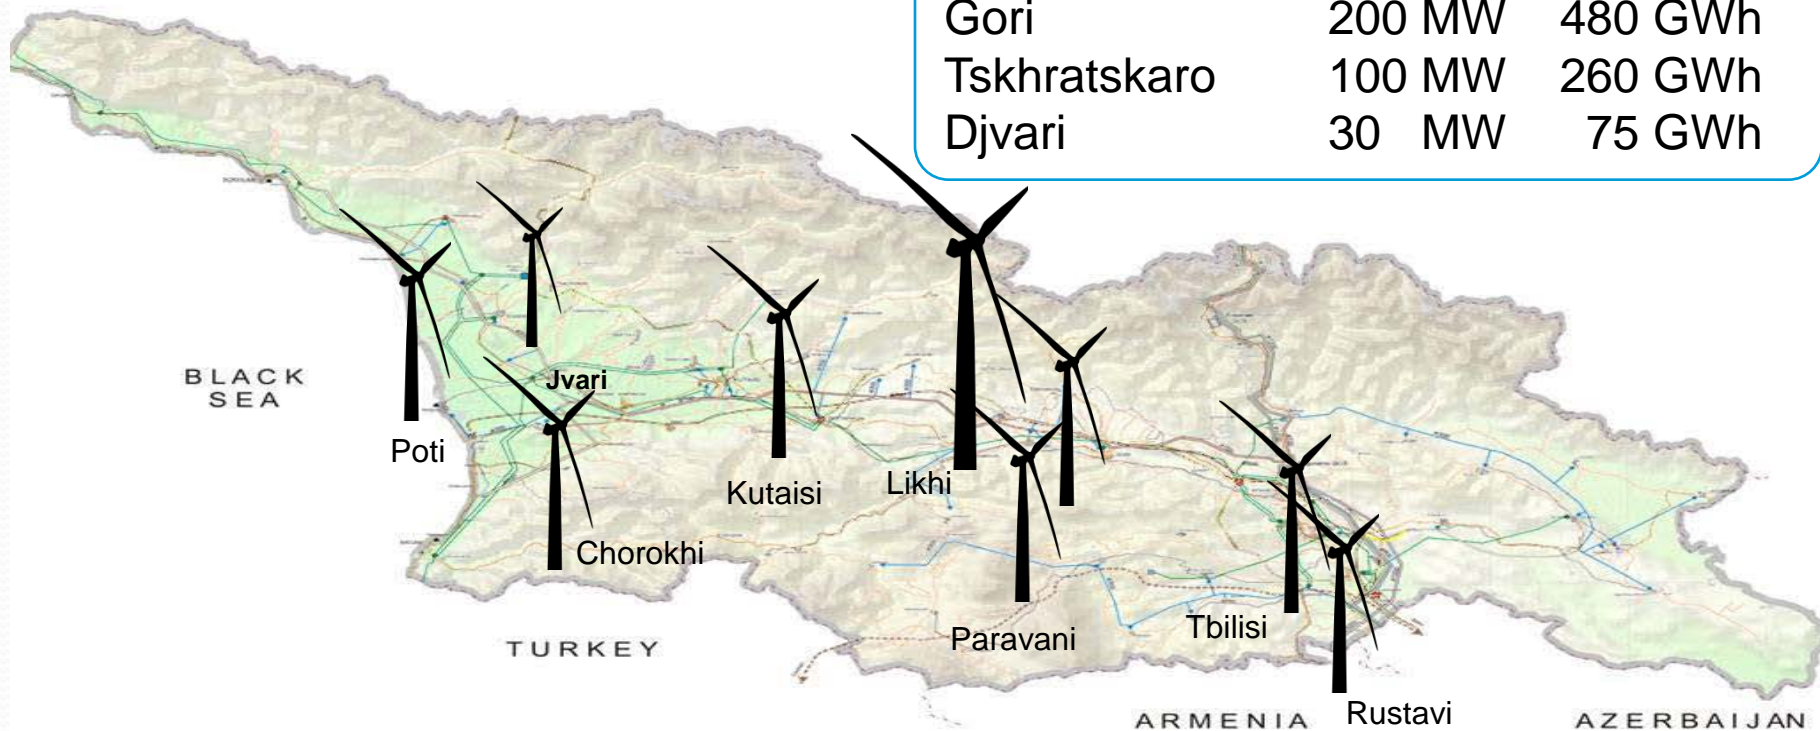 Gori 200 MW 480 GWh
Tskhratskaro 100 MW 260 GWh
Djvari 30 MW 75 GWh
BLACK
SEA
Jvari
Poti
Kutaisi
Likhi
Chorokhi
Paravani
Tbilisi
TURKEY
Rustavi
ARMENIA
AZERBAIJAN